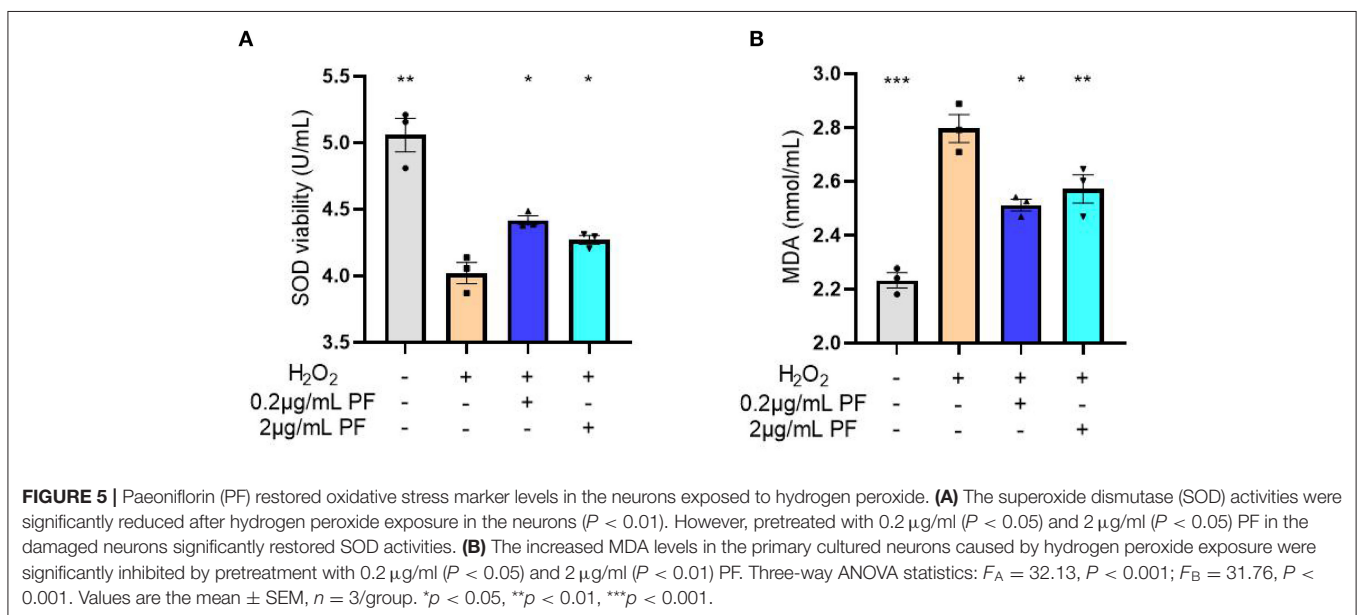 A
B
** * *
*** * **
5.5
5.0
4.5
4.0
3.5
SOD viability (U/mL)
3.0
2.8
2.6
2.4
2.2
2.0
MDA (nmol/mL)
H₂O₂ - + + +
0.2μg/mL PF - - + -
2μg/mL PF - - - +
H₂O₂ - + + +
0.2μg/mL PF - - + -
2μg/mL PF - - - +
FIGURE 5 | Paeoniflorin (PF) restored oxidative stress marker levels in the neurons exposed to hydrogen peroxide. (A) The superoxide dismutase (SOD) activities were
significantly reduced after hydrogen peroxide exposure in the neurons (P < 0.01). However, pretreated with 0.2 μg/ml (P < 0.05) and 2 μg/ml (P < 0.05) PF in the
damaged neurons significantly restored SOD activities. (B) The increased MDA levels in the primary cultured neurons caused by hydrogen peroxide exposure were
significantly inhibited by pretreatment with 0.2 μg/ml (P < 0.05) and 2 μg/ml (P < 0.01) PF. Three-way ANOVA statistics: F_A = 32.13, P < 0.001; F_B = 31.76, P <
0.001. Values are the mean ± SEM, n = 3/group. *p < 0.05, **p < 0.01, ***p < 0.001.